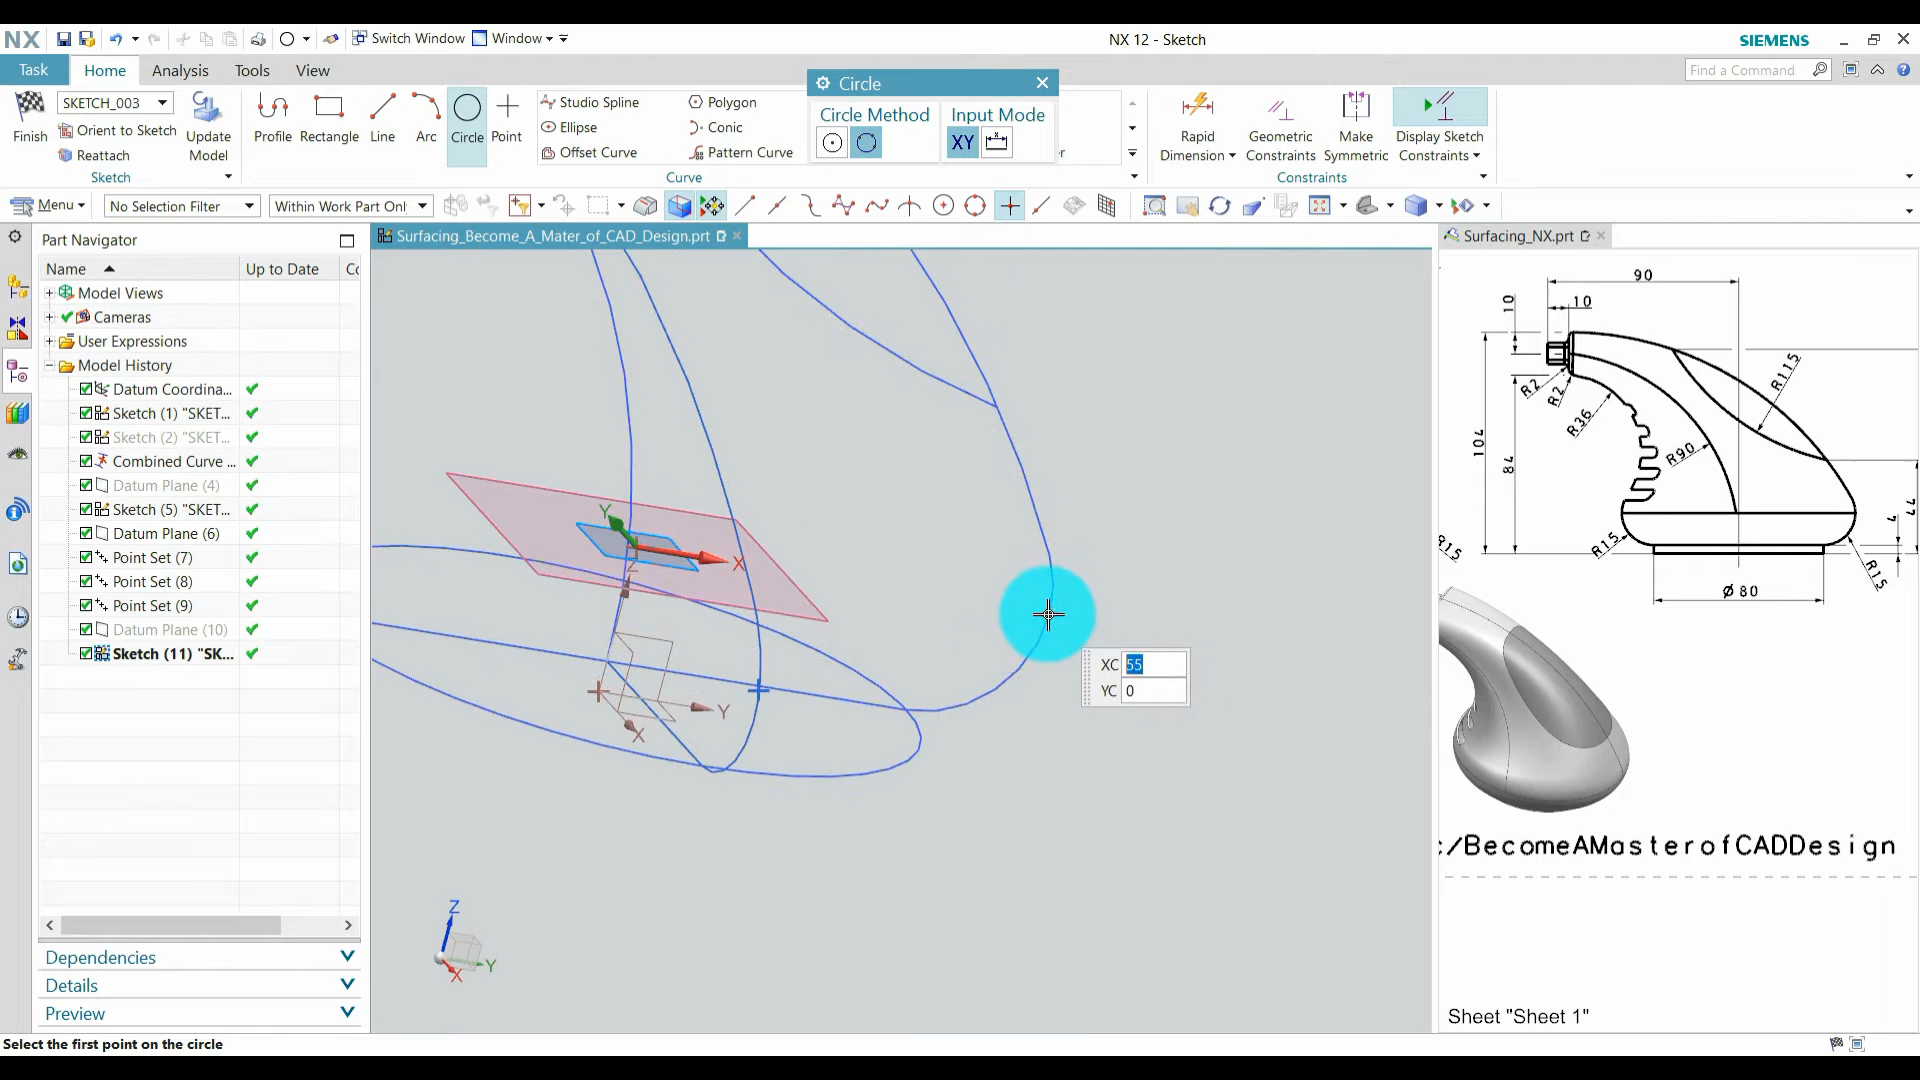 NX
Switch Window
Window
NX 12 - Sketch
SIEMENS
Task
Home
Analysis
Tools
View
Find a Command
SKETCH_003
Finish
Orient to Sketch
Reattach
Update Model
Sketch
Profile
Rectangle
Line
Arc
Circle
Point
Studio Spline
Ellipse
Offset Curve
Polygon
Conic
Pattern Curve
Curve
Circle
Circle Method
Input Mode
XY
Rapid Dimension
Geometric Constraints
Make Symmetric
Display Sketch Constraints
Constraints
Menu
No Selection Filter
Within Work Part Onl
Part Navigator
Surfacing_Become_A_Mater_of_CAD_Design.prt
Surfacing_NX.prt
Name
Up to Date
Cc
Model Views
Cameras
User Expressions
Model History
Datum Coordina...
Sketch (1) "SKET...
Sketch (2) "SKET...
Combined Curve ...
Datum Plane (4)
Sketch (5) "SKET...
Datum Plane (6)
Point Set (7)
Point Set (8)
Point Set (9)
Datum Plane (10)
Sketch (11) "SK...
Dependencies
Details
Preview
Y
X
Z
Y
X
XC 55
YC 0
Z
Y
X
90
10
10
R2
R2
R36
104
84
R90
R115
77
4
R15
R15
R15
Ø 80
:/BecomeAMasterofCADDesign
Sheet "Sheet 1"
Select the first point on the circle